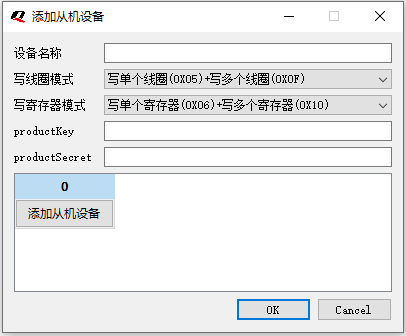 添加从机设备
设备名称
写线圈模式 写单个线圈(0X05)+写多个线圈(0X0F)
写寄存器模式 写单个寄存器(0X06)+写多个寄存器(0X10)
productKey
productSecret
0
添加从机设备
OK Cancel